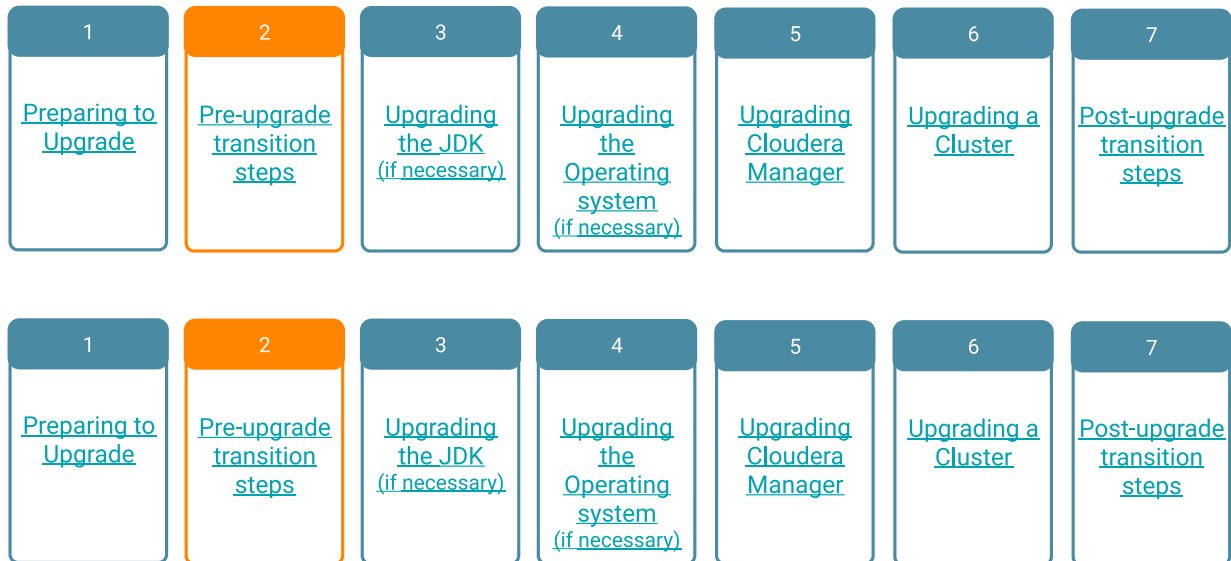 1
2
3
4
5
6
7
Preparing to
Upgrade
Pre-upgrade
transition
steps
Upgrading
the JDK
(if necessary)
Upgrading
the
Operating
system
(if necessary)
Upgrading
Cloudera
Manager
Upgrading a
Cluster
Post-upgrade
transition
steps
1
2
3
4
5
6
7
Preparing to
Upgrade
Pre-upgrade
transition
steps
Upgrading
the JDK
(if necessary)
Upgrading
the
Operating
system
(if necessary)
Upgrading
Cloudera
Manager
Upgrading a
Cluster
Post-upgrade
transition
steps